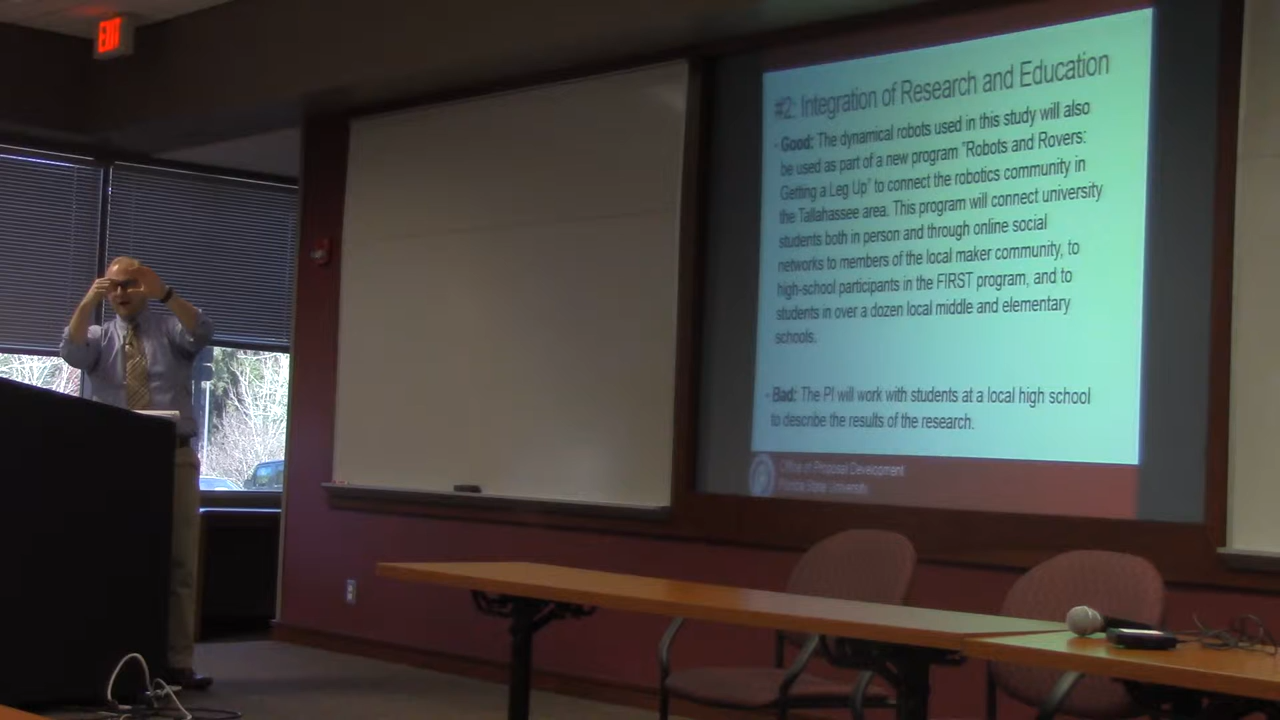 EXIT
#2: Integration of Research and Education
- Good: The dynamical robots used in this study will also
be used as part of a new program "Robots and Rovers:
Getting a Leg Up" to connect the robotics community in
the Tallahassee area. This program will connect university
students both in person and through online social
networks to members of the local maker community, to
high-school participants in the FIRST program, and to
students in over a dozen local middle and elementary
schools.
- Bad: The PI will work with students at a local high school
to describe the results of the research.
Office of Proposal Development
Florida State University